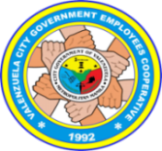 VALENZUELA CITY GOVERNMENT EMPLOYEES COOPERATIVE
1992